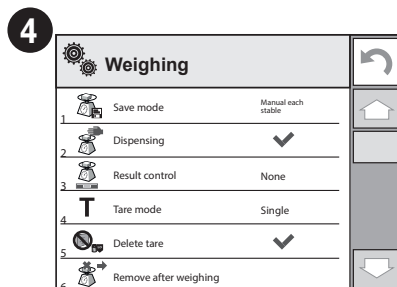 4
Weighing
1 Save mode Manual each
stable
2 Dispensing
3 Result control None
4 T Tare mode Single
5 Delete tare
6 Remove after weighing